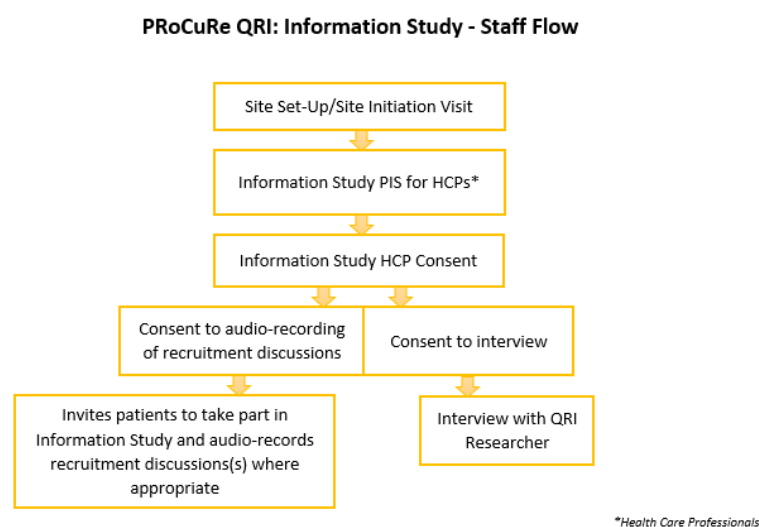 PRoCuRe QRI: Information Study - Staff Flow
Site Set-Up/Site Initiation Visit
Information Study PIS for HCPs*
Information Study HCP Consent
Consent to audio-recording
of recruitment discussions
Consent to interview
Invites patients to take part in
Information Study and audio-records
recruitment discussions(s) where
appropriate
Interview with QRI
Researcher
*Health Care Professionals